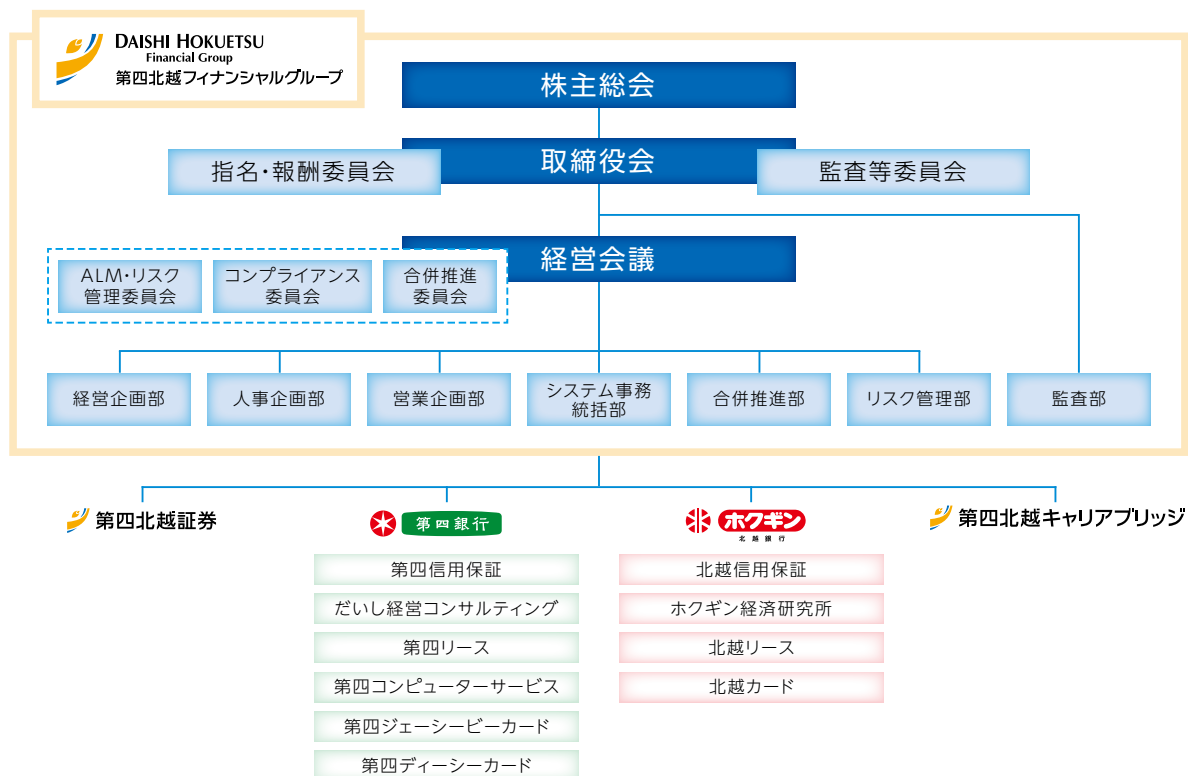 DAISHI HOKUETSU
Financial Group
第四北越フィナンシャルグループ
株主総会
取締役会
指名・報酬委員会
監査等委員会
経営会議
ALM・リスク
管理委員会
コンプライアンス
委員会
合併推進
委員会
経営企画部
人事企画部
営業企画部
システム事務
統括部
合併推進部
リスク管理部
監査部
第四北越証券
第四銀行
ホクギン
北越銀行
第四北越キャリアブリッジ
第四信用保証
だいし経営コンサルティング
第四リース
第四コンピューターサービス
第四ジェーシービーカード
第四ディーシーカード
北越信用保証
ホクギン経済研究所
北越リース
北越カード